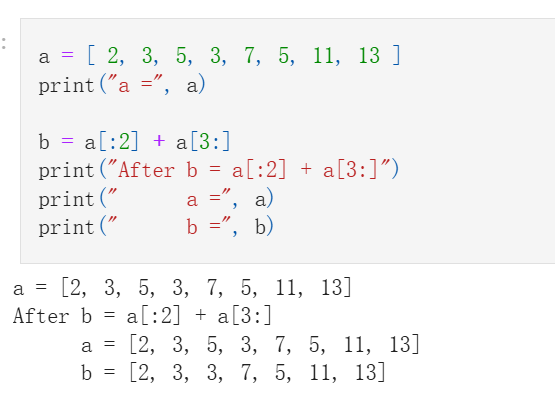 :
a = [ 2, 3, 5, 3, 7, 5, 11, 13 ]
print("a =", a)
b = a[:2] + a[3:]
print("After b = a[:2] + a[3:]")
print("      a =", a)
print("      b =", b)
a = [2, 3, 5, 3, 7, 5, 11, 13]
After b = a[:2] + a[3:]
      a = [2, 3, 5, 3, 7, 5, 11, 13]
      b = [2, 3, 3, 7, 5, 11, 13]